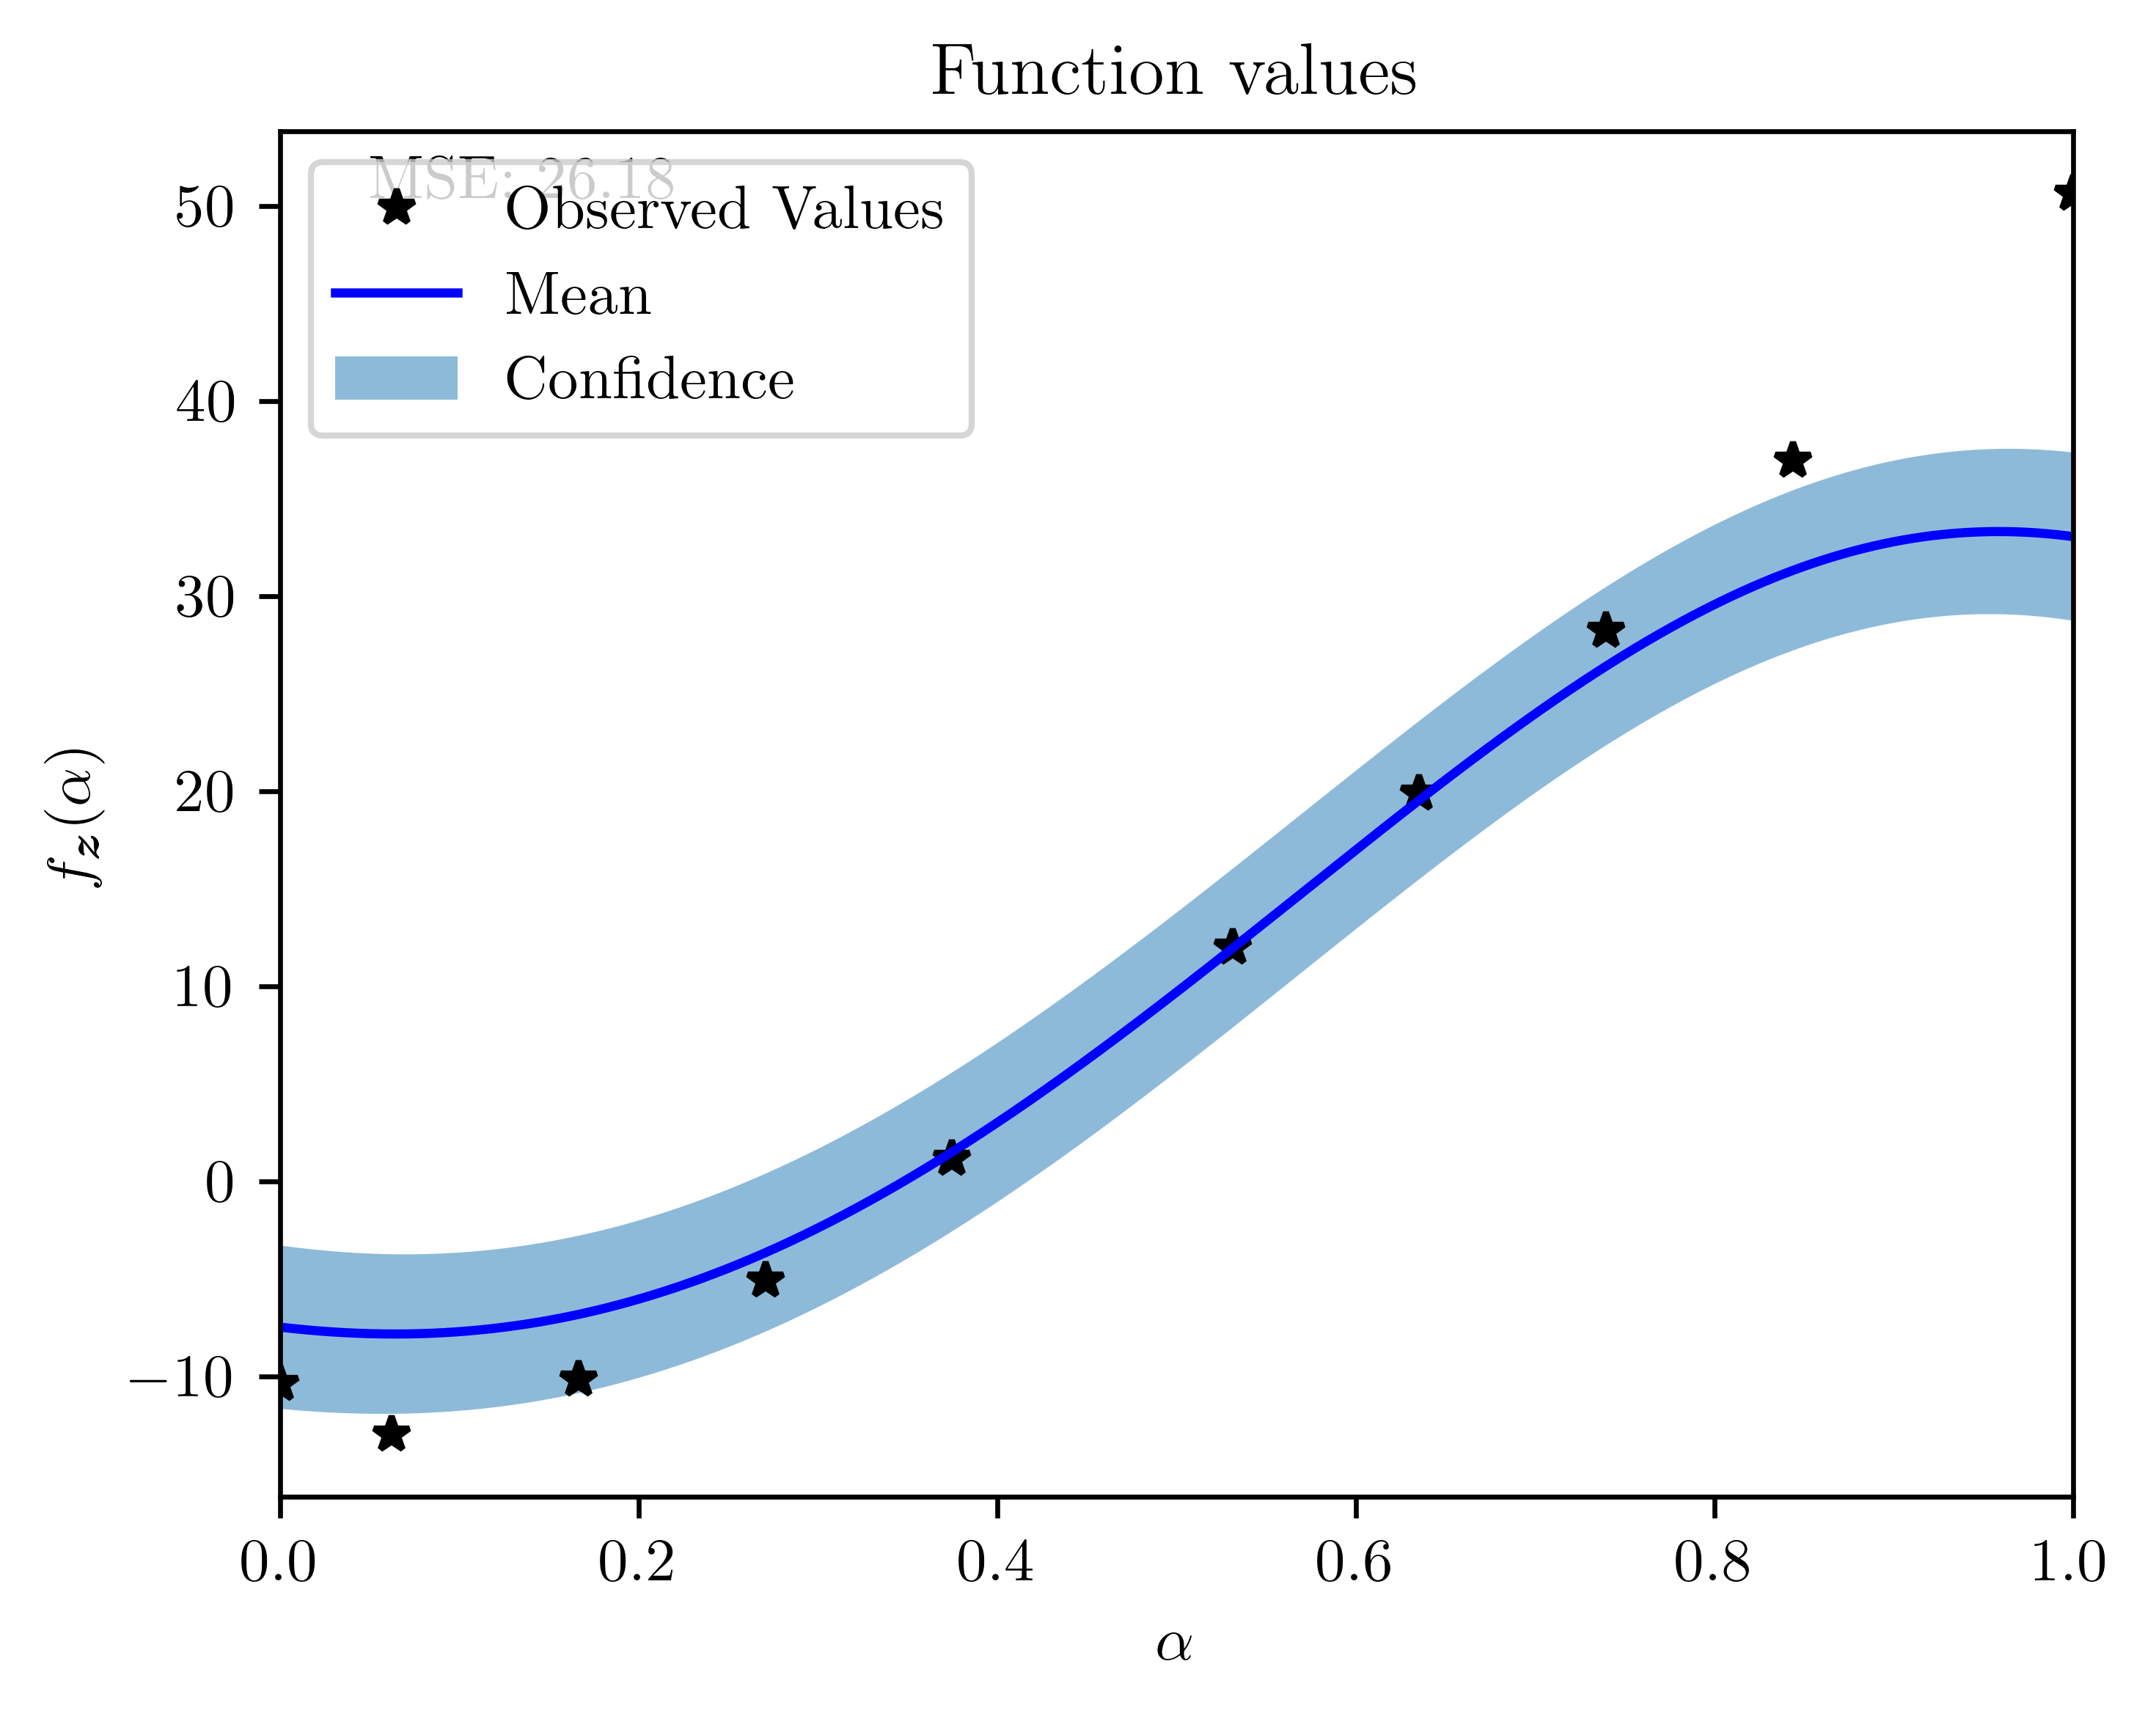 Function values
MSE: 26.18
Observed Values
Mean
Confidence
50
40
30
20
10
0
−10
f_z(α)
0.0 0.2 0.4 0.6 0.8 1.0
α